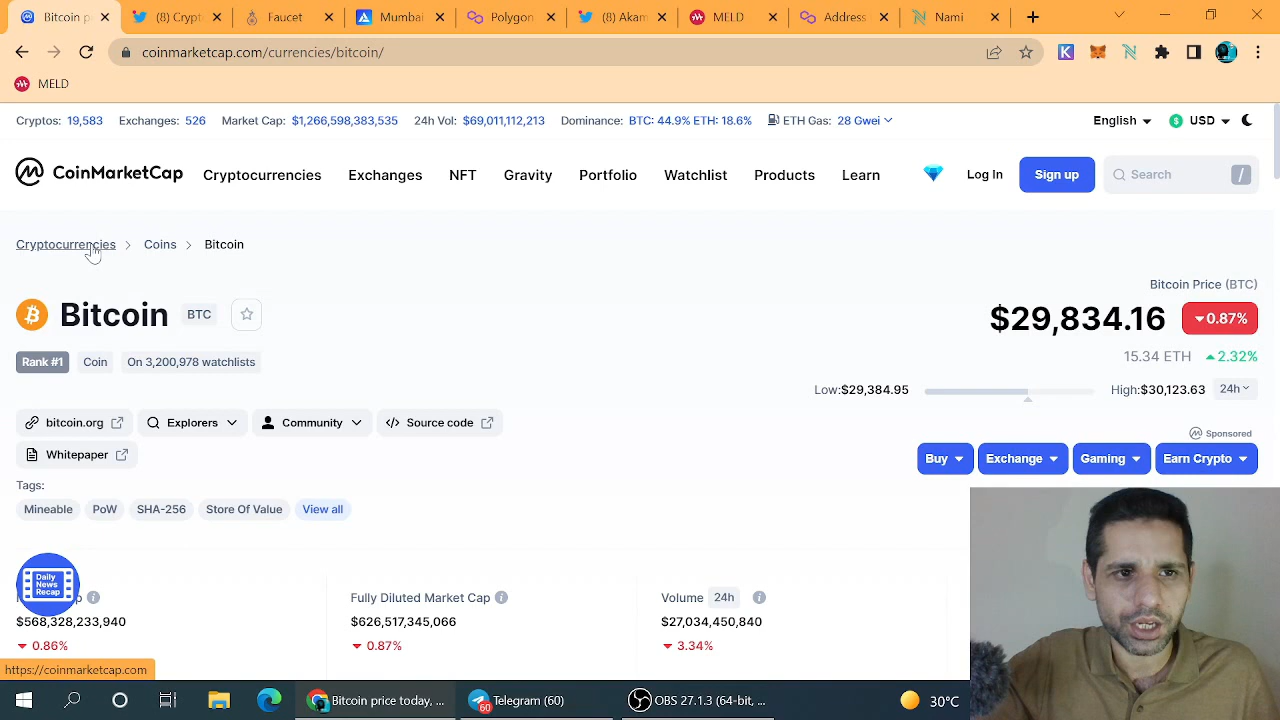 Bitcoin p
(8) Crypt
Faucet
Mumbai
Polygon
(8) Akam
MELD
Address
Nami
coinmarketcap.com/currencies/bitcoin/
MELD
Cryptos: 19,583 Exchanges: 526 Market Cap: $1,266,598,383,535 24h Vol: $69,011,112,213 Dominance: BTC: 44.9% ETH: 18.6% ETH Gas: 28 Gwei English USD
CoinMarketCap Cryptocurrencies Exchanges NFT Gravity Portfolio Watchlist Products Learn Log In Sign up Search /
Cryptocurrencies > Coins > Bitcoin
Bitcoin Price (BTC)
Bitcoin BTC
$29,834.16 0.87%
15.34 ETH 2.32%
Rank #1 Coin On 3,200,978 watchlists
Low:$29,384.95 High:$30,123.63 24h
bitcoin.org Explorers Community Source code
Sponsored
Whitepaper
Buy Exchange Gaming Earn Crypto
Tags:
Mineable PoW SHA-256 Store Of Value View all
Daily
News
Recap
Fully Diluted Market Cap
Volume 24h
$568,328,233,940
$626,517,345,066
$27,034,450,840
0.86%
0.87%
3.34%
https://coinmarketcap.com
Bitcoin price today, ...
60
Telegram (60)
OBS 27.1.3 (64-bit, ...
30°C